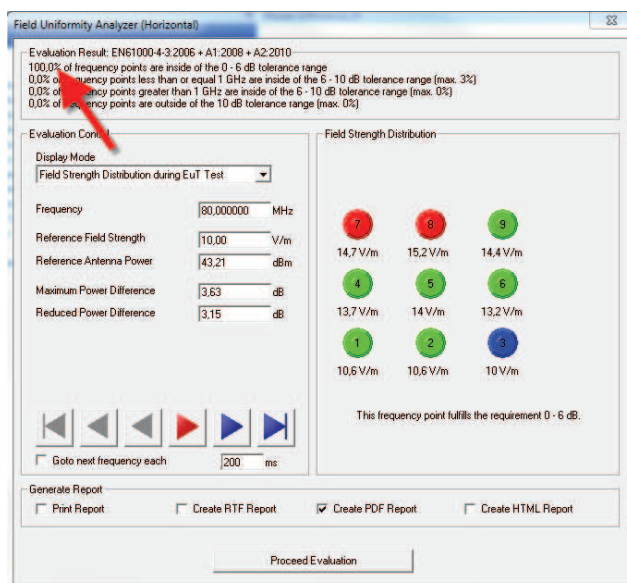 Field Uniformity Analyzer (Horizontal)
Evaluation Result: EN61000-4-3:2006 + A1:2008 + A2:2010
100,0% of frequency points are inside of the 0 - 6 dB tolerance range
0,0% of frequency points less than or equal 1 GHz are inside of the 6 - 10 dB tolerance range (max. 3%)
0,0% of frequency points greater than 1 GHz are inside of the 6 - 10 dB tolerance range (max. 0%)
0,0% of frequency points are outside of the 10 dB tolerance range (max. 0%)
Evaluation Control
Display Mode
Field Strength Distribution during EuT Test
Frequency 80,000000 MHz
Reference Field Strength 10,00 V/m
Reference Antenna Power 43,21 dBm
Maximum Power Difference 3,63 dB
Reduced Power Difference 3,15 dB
Goto next frequency each 200 ms
Field Strength Distribution
7 8 9
14,7 V/m 15,2 V/m 14,4 V/m
4 5 6
13,7 V/m 14 V/m 13,2 V/m
1 2 3
10,6 V/m 10,6 V/m 10 V/m
This frequency point fulfills the requirement 0 - 6 dB.
Generate Report
Print Report Create RTF Report Create PDF Report Create HTML Report
Proceed Evaluation